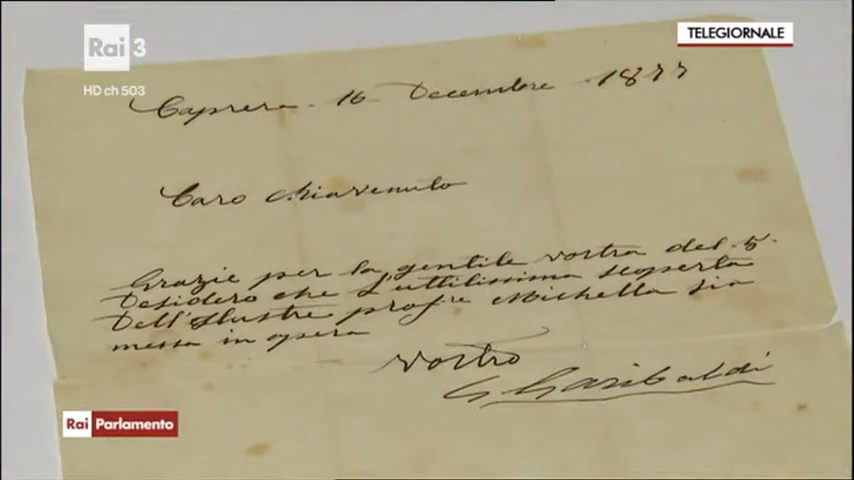 Rai 3
HD ch 503
TELEGIORNALE
Caprera 16 Decembre 1877
Caro Chiavenuto
Grazie per la gentile vostra del 5.
Desidero che l'utilissima scoperta
Dell'Illustre prof.re Michella sia
messa in opera
vostro
G Garibaldi
Rai Parlamento